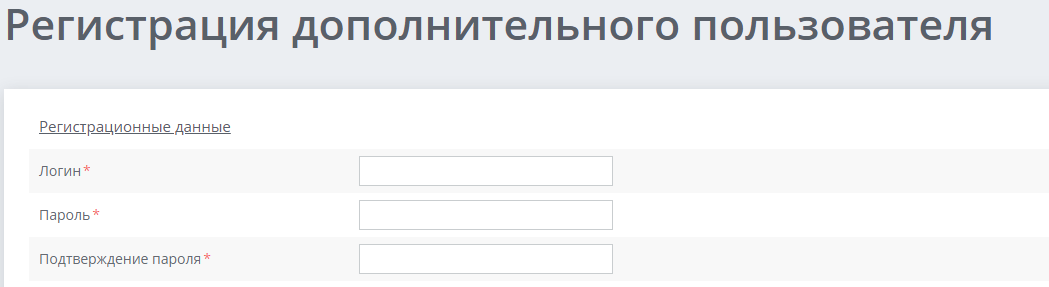 Регистрация дополнительного пользователя
Регистрационные данные
Логин *
Пароль *
Подтверждение пароля *